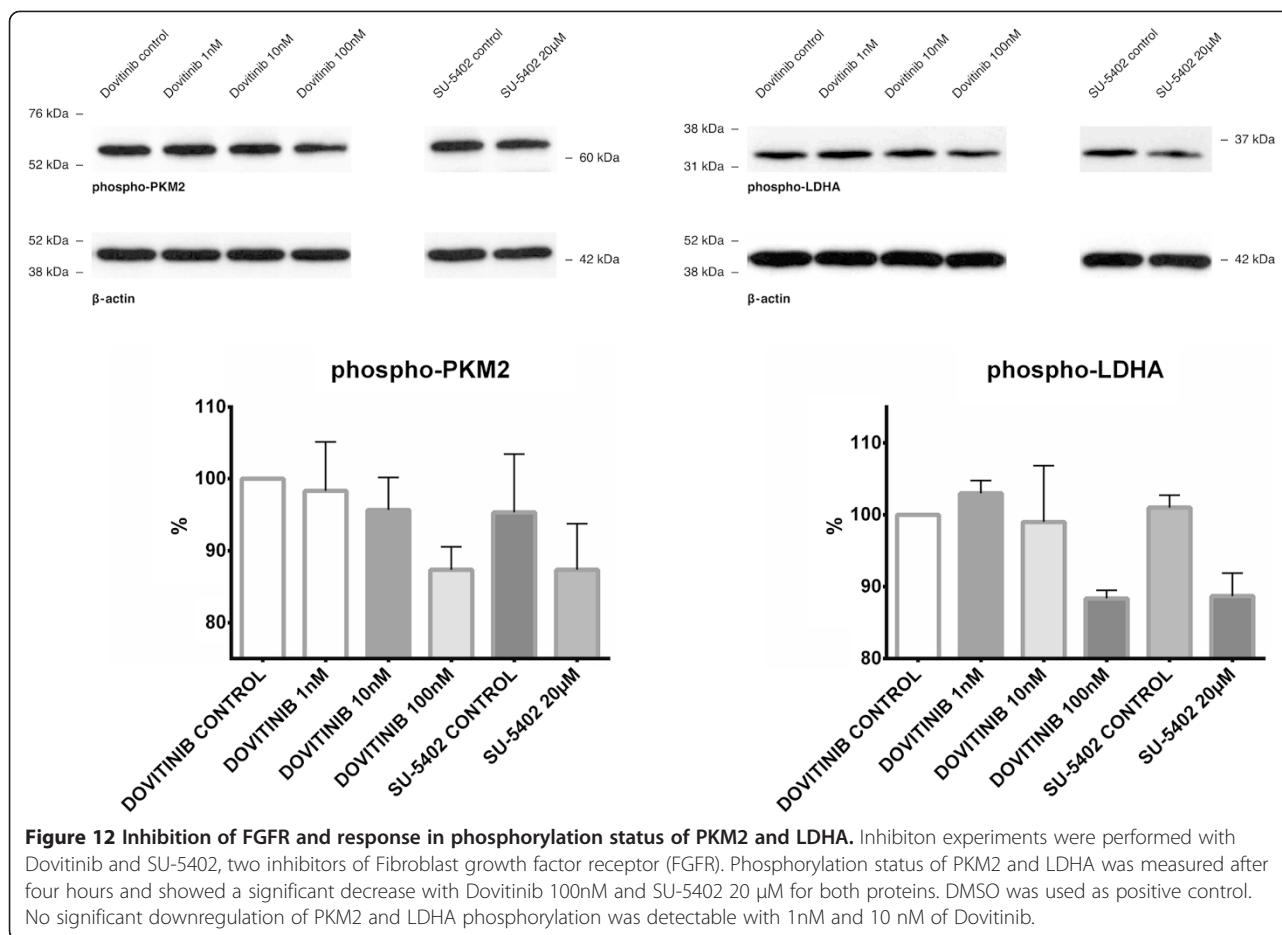 Dovitinib control
Dovitinib 1nM
Dovitinib 10nM
Dovitinib 100nM
SU-5402 control
SU-5402 20µM
76 kDa –
52 kDa –
– 60 kDa
phospho-PKM2
52 kDa –
38 kDa –
– 42 kDa
β-actin
Dovitinib control
Dovitinib 1nM
Dovitinib 10nM
Dovitinib 100nM
SU-5402 control
SU-5402 20µM
38 kDa –
31 kDa –
– 37 kDa
phospho-LDHA
52 kDa –
38 kDa –
– 42 kDa
β-actin
phospho-PKM2
110
100
90
80
%
DOVITINIB CONTROL
DOVITINIB 1nM
DOVITINIB 10nM
DOVITINIB 100nM
SU-5402 CONTROL
SU-5402 20µM
phospho-LDHA
110
100
90
80
%
DOVITINIB CONTROL
DOVITINIB 1nM
DOVITINIB 10nM
DOVITINIB 100nM
SU-5402 CONTROL
SU-5402 20µM
Figure 12 Inhibition of FGFR and response in phosphorylation status of PKM2 and LDHA. Inhibiton experiments were performed with
Dovitinib and SU-5402, two inhibitors of Fibroblast growth factor receptor (FGFR). Phosphorylation status of PKM2 and LDHA was measured after
four hours and showed a significant decrease with Dovitinib 100nM and SU-5402 20 µM for both proteins. DMSO was used as positive control.
No significant downregulation of PKM2 and LDHA phosphorylation was detectable with 1nM and 10 nM of Dovitinib.